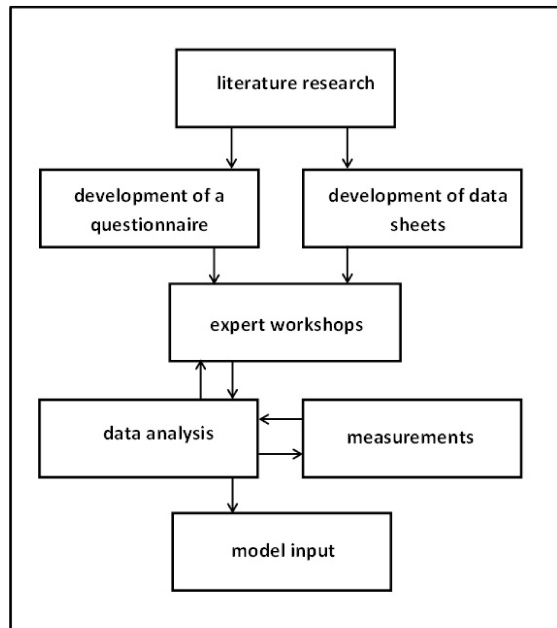 literature research
development of a
questionnaire
development of data
sheets
expert workshops
data analysis
measurements
model input